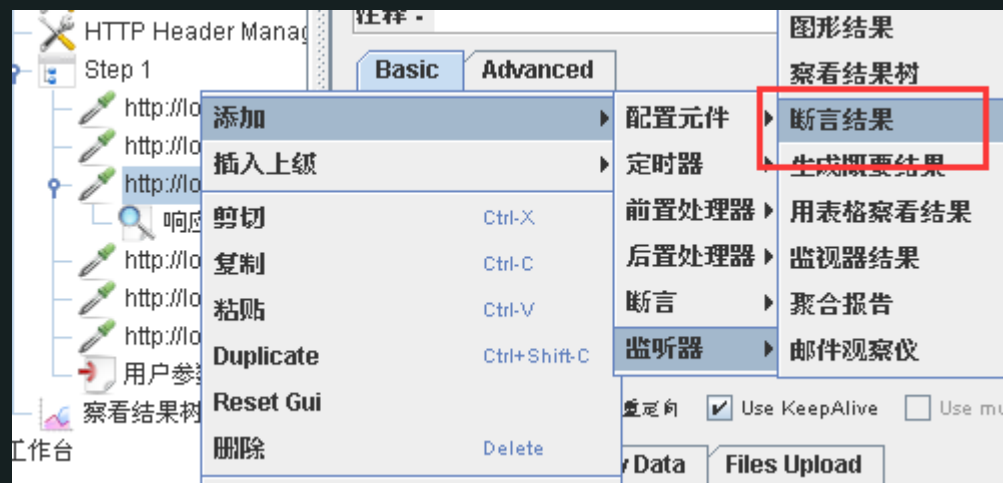 HTTP Header Manag
Step 1
http://lo
http://lo
http://lo
响应
http://lo
http://lo
http://lo
用户参数
察看结果树
工作台
注释：
Basic
Advanced
添加
插入上级
剪切 Ctrl-X
复制 Ctrl-C
粘贴 Ctrl-V
Duplicate Ctrl+Shift-C
Reset Gui
删除 Delete
配置元件
定时器
前置处理器
后置处理器
断言
监听器
图形结果
察看结果树
断言结果
生成概要结果
用表格察看结果
监视器结果
聚合报告
邮件观察仪
重定向
Use KeepAlive
Use mu
y Data
Files Upload